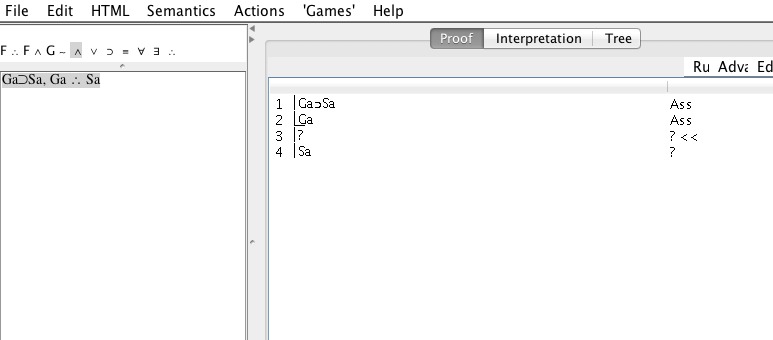 File Edit HTML Semantics Actions 'Games' Help
Proof Interpretation Tree
F ∴ F ∧ G ~ ∧ ∨ ⊃ ≡ ∀ ∃ ∴
Ru Adva Ed
Ga⊃Sa, Ga ∴ Sa
1 Ga⊃Sa Ass
2 Ga Ass
3 ? ? <<
4 Sa ?